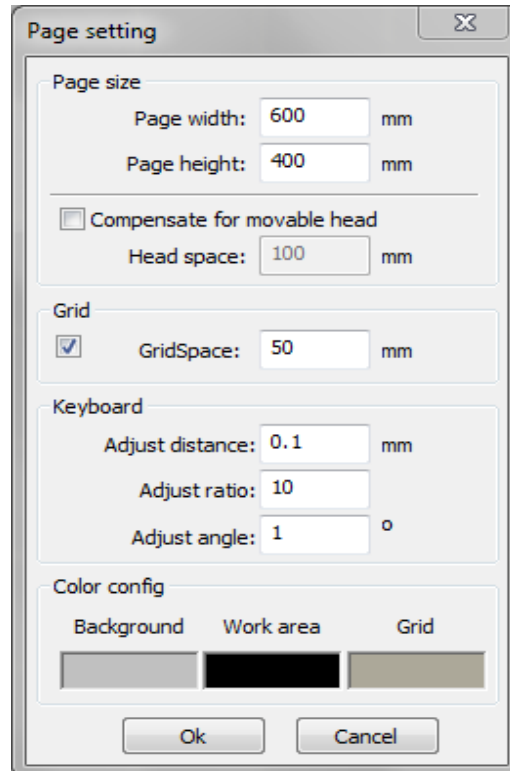 Page setting
Page size
Page width: 600 mm
Page height: 400 mm
Compensate for movable head
Head space: 100 mm
Grid
GridSpace: 50 mm
Keyboard
Adjust distance: 0.1 mm
Adjust ratio: 10
Adjust angle: 1 o
Color config
Background Work area Grid
Ok Cancel